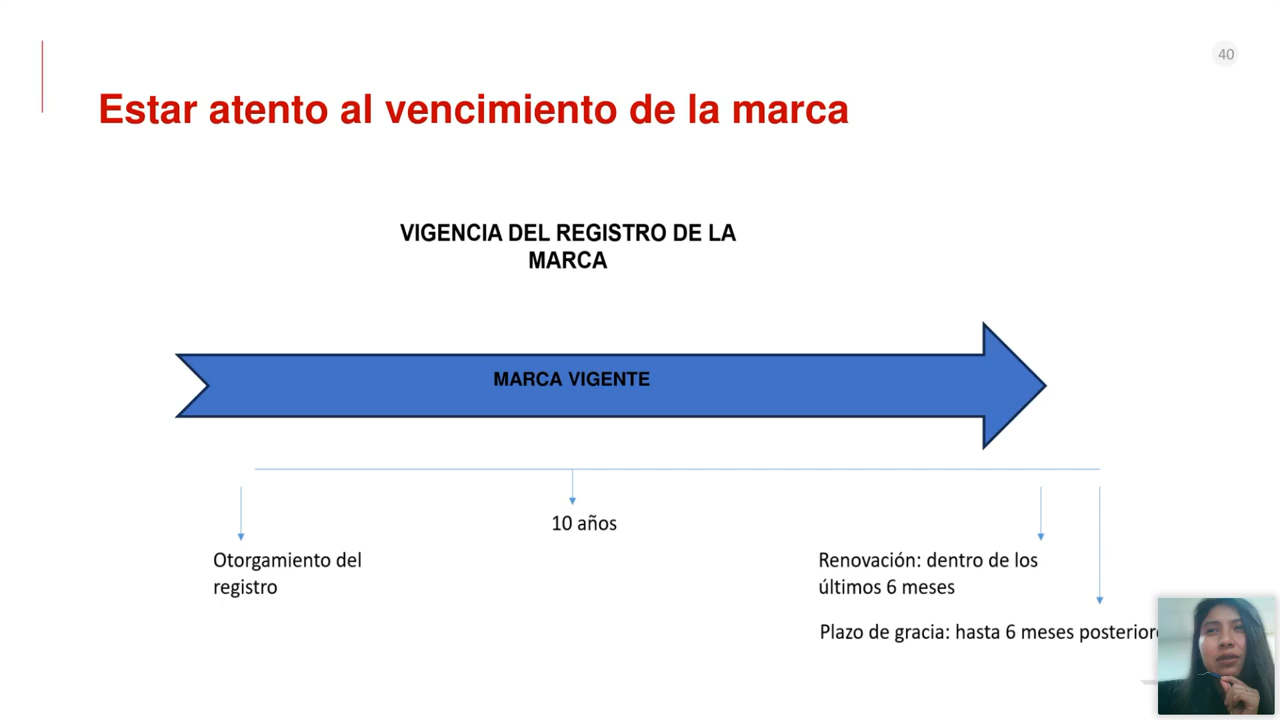 40
Estar atento al vencimiento de la marca
VIGENCIA DEL REGISTRO DE LA
MARCA
MARCA VIGENTE
10 años
Otorgamiento del
registro
Renovación: dentro de los
últimos 6 meses
Plazo de gracia: hasta 6 meses